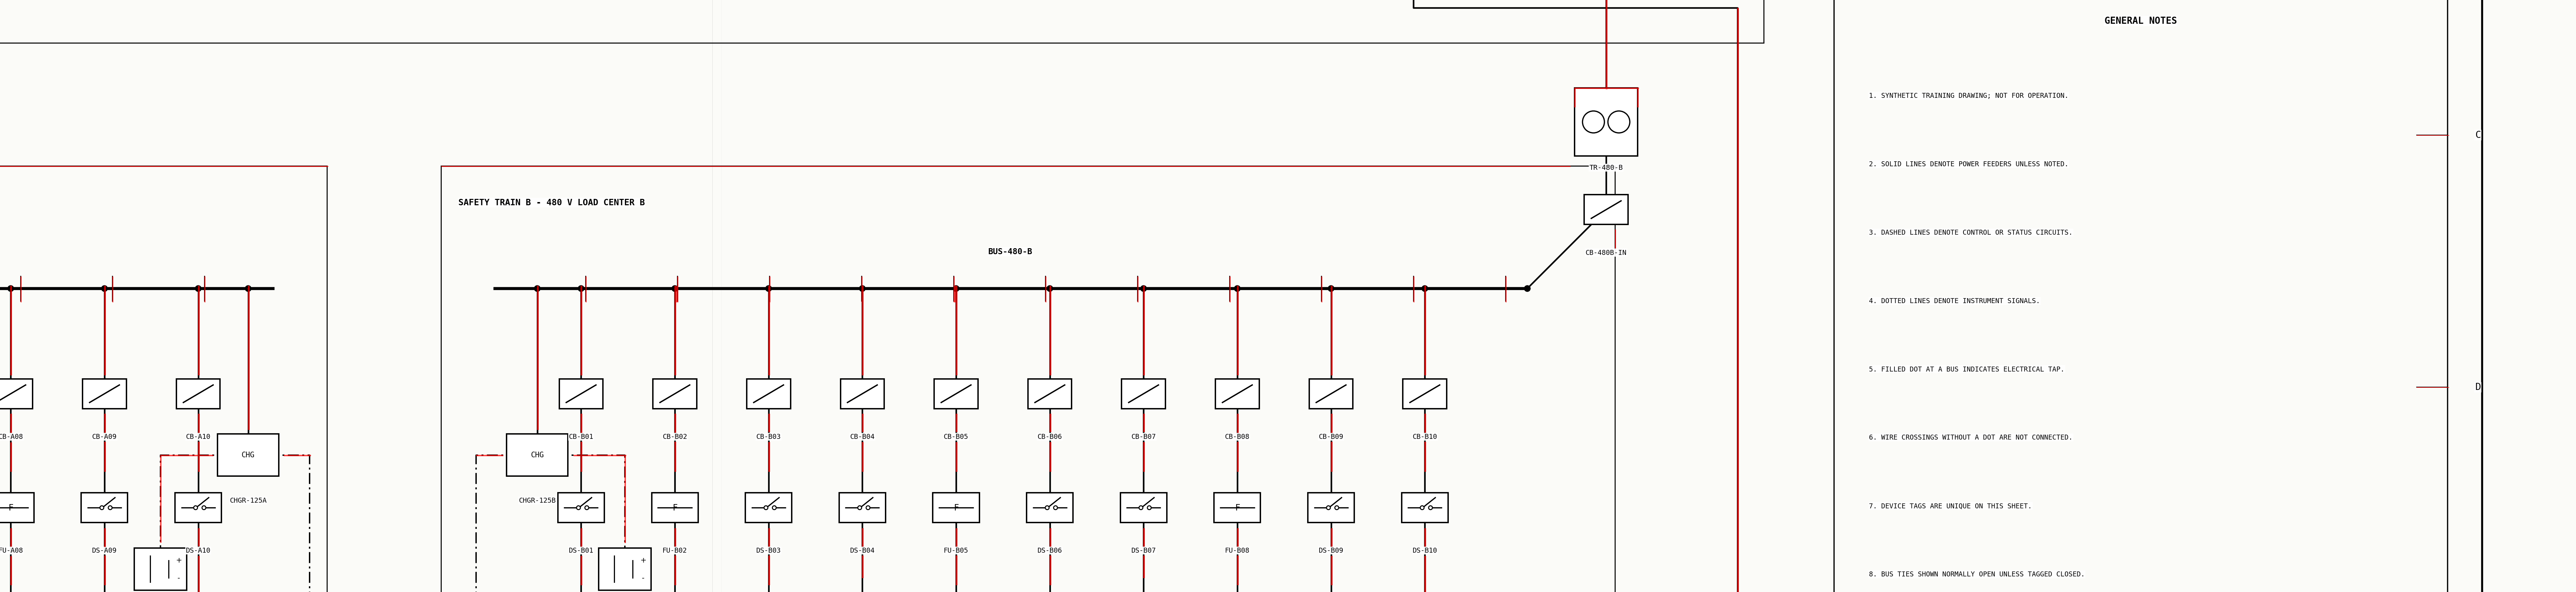 GENERAL NOTES
1. SYNTHETIC TRAINING DRAWING; NOT FOR OPERATION.
C
2. SOLID LINES DENOTE POWER FEEDERS UNLESS NOTED.
TR-480-B
SAFETY TRAIN B - 480 V LOAD CENTER B
3. DASHED LINES DENOTE CONTROL OR STATUS CIRCUITS.
BUS-480-B
CB-480B-IN
4. DOTTED LINES DENOTE INSTRUMENT SIGNALS.
5. FILLED DOT AT A BUS INDICATES ELECTRICAL TAP.
D
CB-A08 CB-A09 CB-A10 CB-B01 CB-B02 CB-B03 CB-B04 CB-B05 CB-B06 CB-B07 CB-B08 CB-B09 CB-B10
6. WIRE CROSSINGS WITHOUT A DOT ARE NOT CONNECTED.
CHG CHG
CHGR-125A CHGR-125B
7. DEVICE TAGS ARE UNIQUE ON THIS SHEET.
F F F F
FU-A08 DS-A09 DS-A10 DS-B01 FU-B02 DS-B03 DS-B04 FU-B05 DS-B06 DS-B07 FU-B08 DS-B09 DS-B10
+ +
- -
8. BUS TIES SHOWN NORMALLY OPEN UNLESS TAGGED CLOSED.